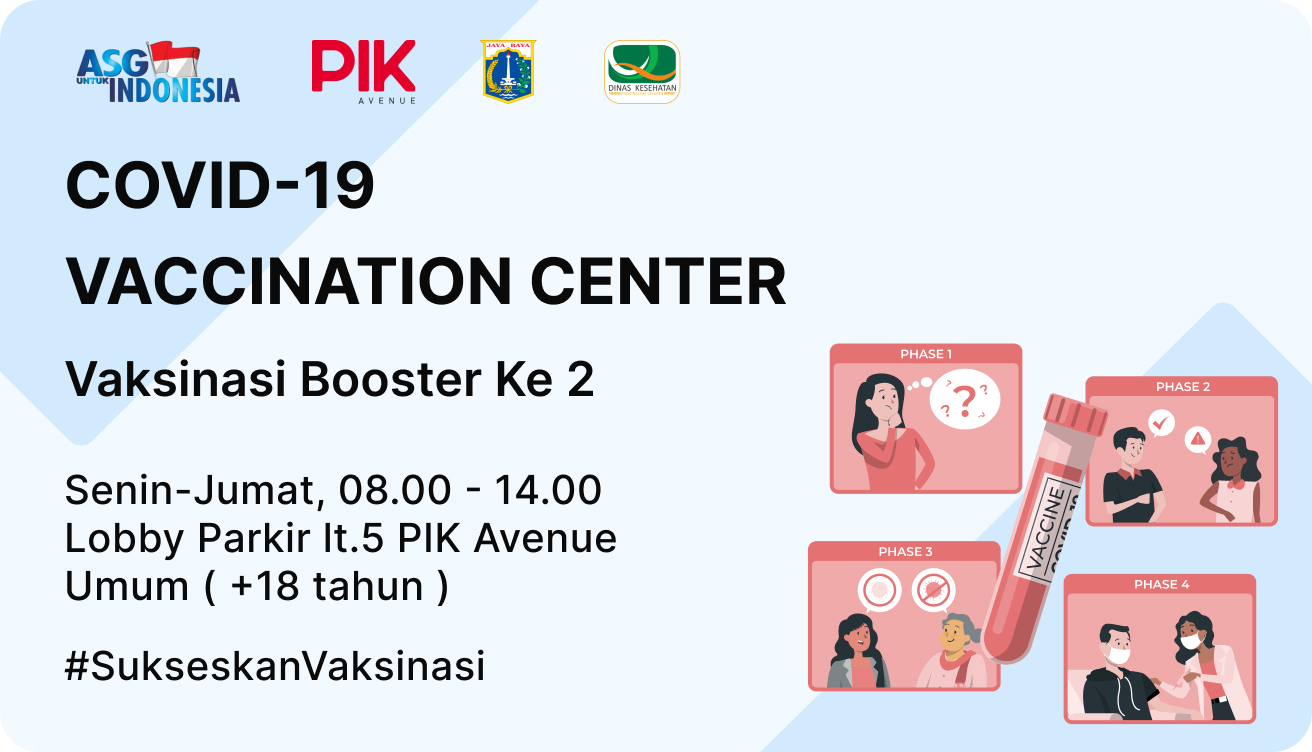 ASG
UNTUK INDONESIA
PIK
AVENUE
JAYA RAYA
DINAS KESEHATAN
COVID-19
VACCINATION CENTER
Vaksinasi Booster Ke 2
Senin-Jumat, 08.00 - 14.00
Lobby Parkir lt.5 PIK Avenue
Umum ( +18 tahun )
#SukseskanVaksinasi
PHASE 1
?
PHASE 2
VACCINE
COVID-19
PHASE 3
PHASE 4